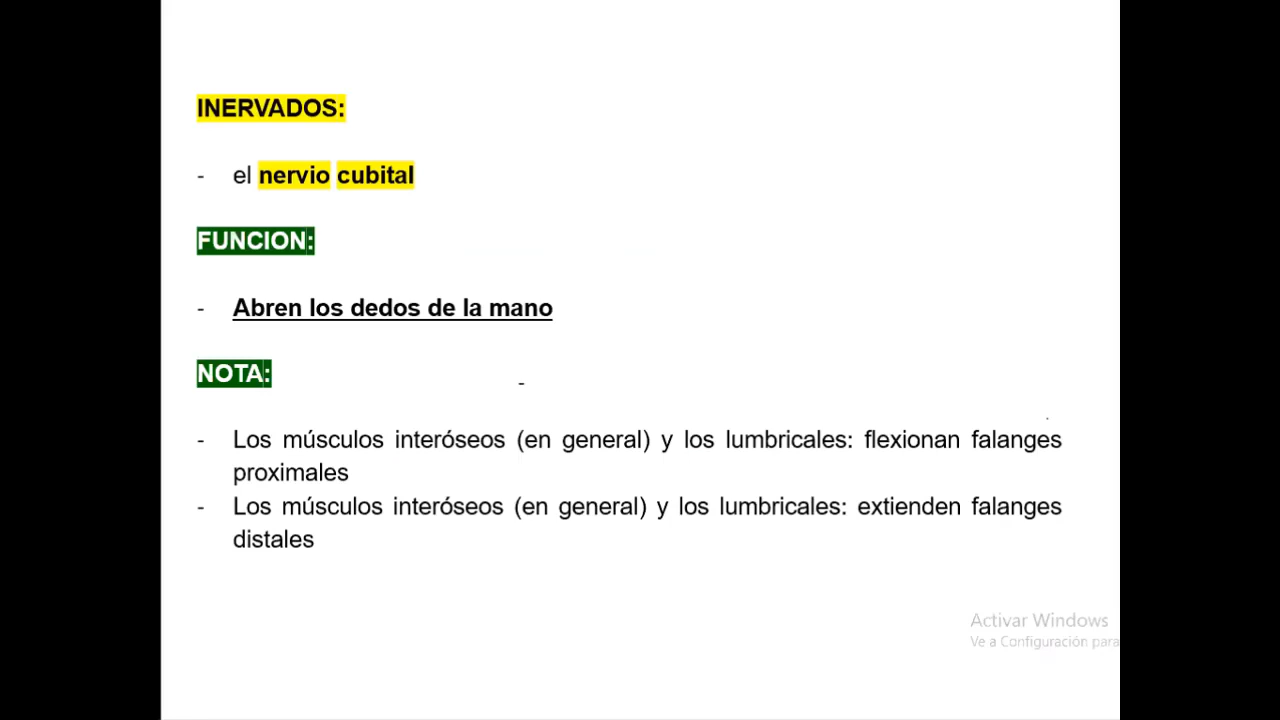 INERVADOS:
- el nervio cubital
FUNCION:
- Abren los dedos de la mano
NOTA:
-
- Los músculos interóseos (en general) y los lumbricales: flexionan falanges
proximales
- Los músculos interóseos (en general) y los lumbricales: extienden falanges
distales
Activar Windows
Ve a Configuración para